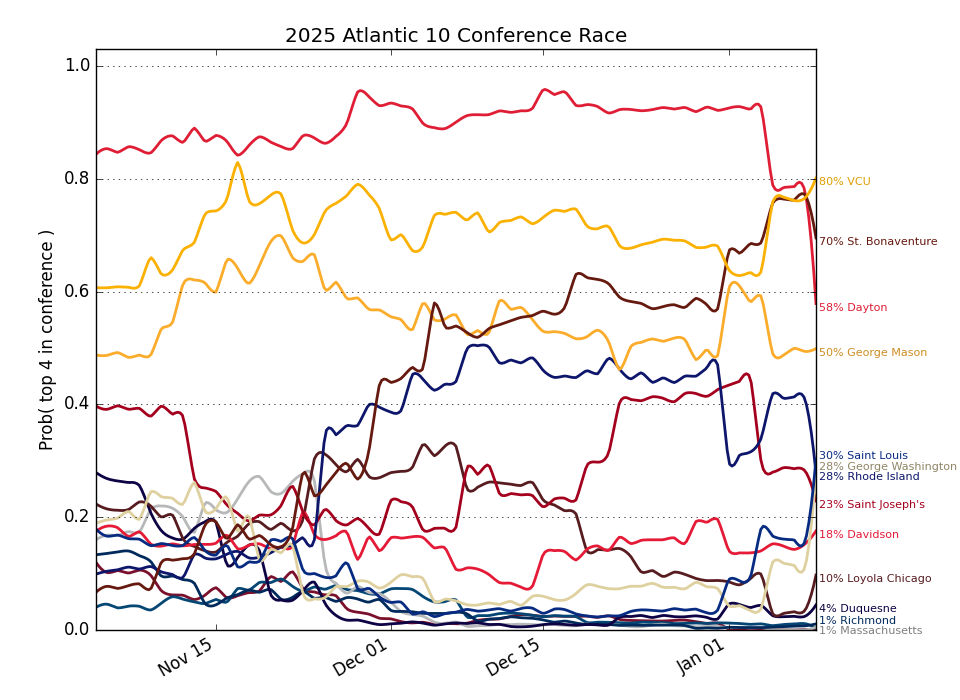 2025 Atlantic 10 Conference Race
Prob( top 4 in conference )
1.0
0.8
0.6
0.4
0.2
0.0
Nov 15
Dec 01
Dec 15
Jan 01
80% VCU
70% St. Bonaventure
58% Dayton
50% George Mason
30% Saint Louis
28% George Washington
28% Rhode Island
23% Saint Joseph's
18% Davidson
10% Loyola Chicago
4% Duquesne
1% Richmond
1% Massachusetts